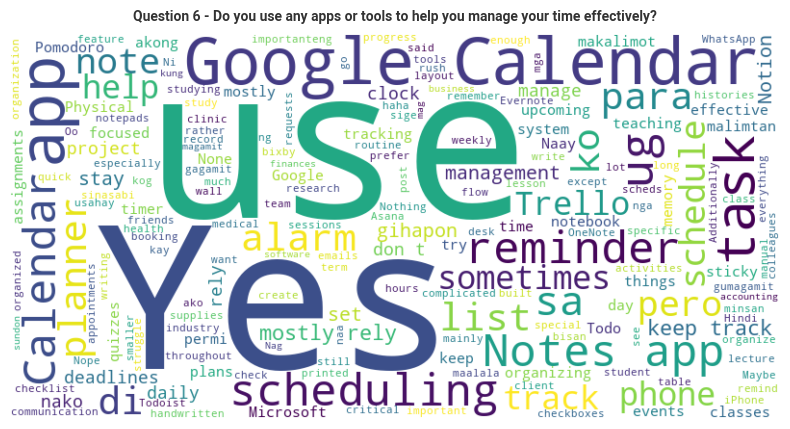 Question 6 - Do you use any apps or tools to help you manage your time effectively?
feature
akong
importanteng
progress
enough
makalimot
WhatsApp
Pomodoro
note
Google Calendar
said
tools
rush
layout
mga
Notion
organization
studying
Ni
kung
go
help
mostly
clock
business
manage
para
histories
Physical
study
haha
sige
remember
Evernote
upcoming
effective
notepads
clinic
requests
mag
routine
weekly
system
teaching
malimtan
app
Oo
focused
rather
record
ng
tracking
prefer
write
Naay
ko
ug
project
None
magamit
bixby
Google
post
management
lot
especially
gagamit
finances
lesson
except
long
task
assignments
quick
stay
kog
much
wall
research
flow
scheds
memory
schedule
class
everything
sipasabi
usahay
use
team
Nothing
Trello
nga
Additionally
Calendar
planner
timer
friends
health
medical
sessions
Asana
gihapon
notebook
OneNote
specific
manual
colleagues
booking
kay
alarm
don t
desk
time
reminder
activities
sticky
appointments
writing
want
rely
software
emails
try
things
gumagamit
organized
term
hours
complicated
built
sometimes
sa
day
accounting
create
ako
list
pero
minsan
sundon
quizzes
smaller
struggle
supplies
industry
set
special
Hindi
permi
mostly
rely
naa
mainly
bisan
Todo
keep track
see
organize
Yes
Nope
throughout
Nag
still
keep
Notes app
lecture
Maybe
deadlines
plans
check
printed
maalala
organizing
student
table
remind
checklist
Todoist
daily
scheduling
client
phone
iPhone
nako
di
track
checkboxes
events
classes
communication
handwritten
Microsoft
critical
important